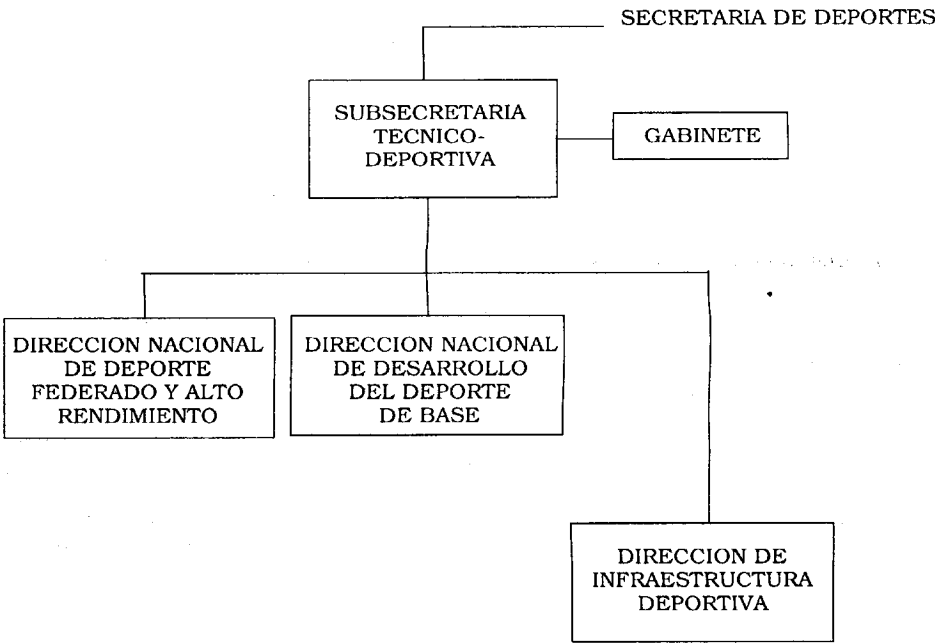 SECRETARIA DE DEPORTES
SUBSECRETARIA
TECNICO-
DEPORTIVA
GABINETE
DIRECCION NACIONAL
DE DEPORTE
FEDERADO Y ALTO
RENDIMIENTO
DIRECCION NACIONAL
DE DESARROLLO
DEL DEPORTE
DE BASE
DIRECCION DE
INFRAESTRUCTURA
DEPORTIVA